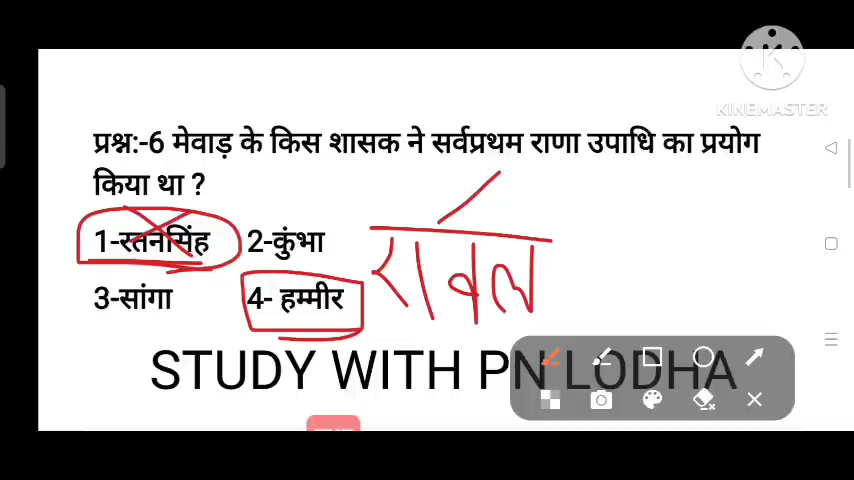 KINEMASTER
प्रश्न:-6 मेवाड़ के किस शासक ने सर्वप्रथम राणा उपाधि का प्रयोग
किया था ?
1-रतनसिंह 2-कुंभा
रावल
3-सांगा 4- हम्मीर
STUDY WITH PN LODHA